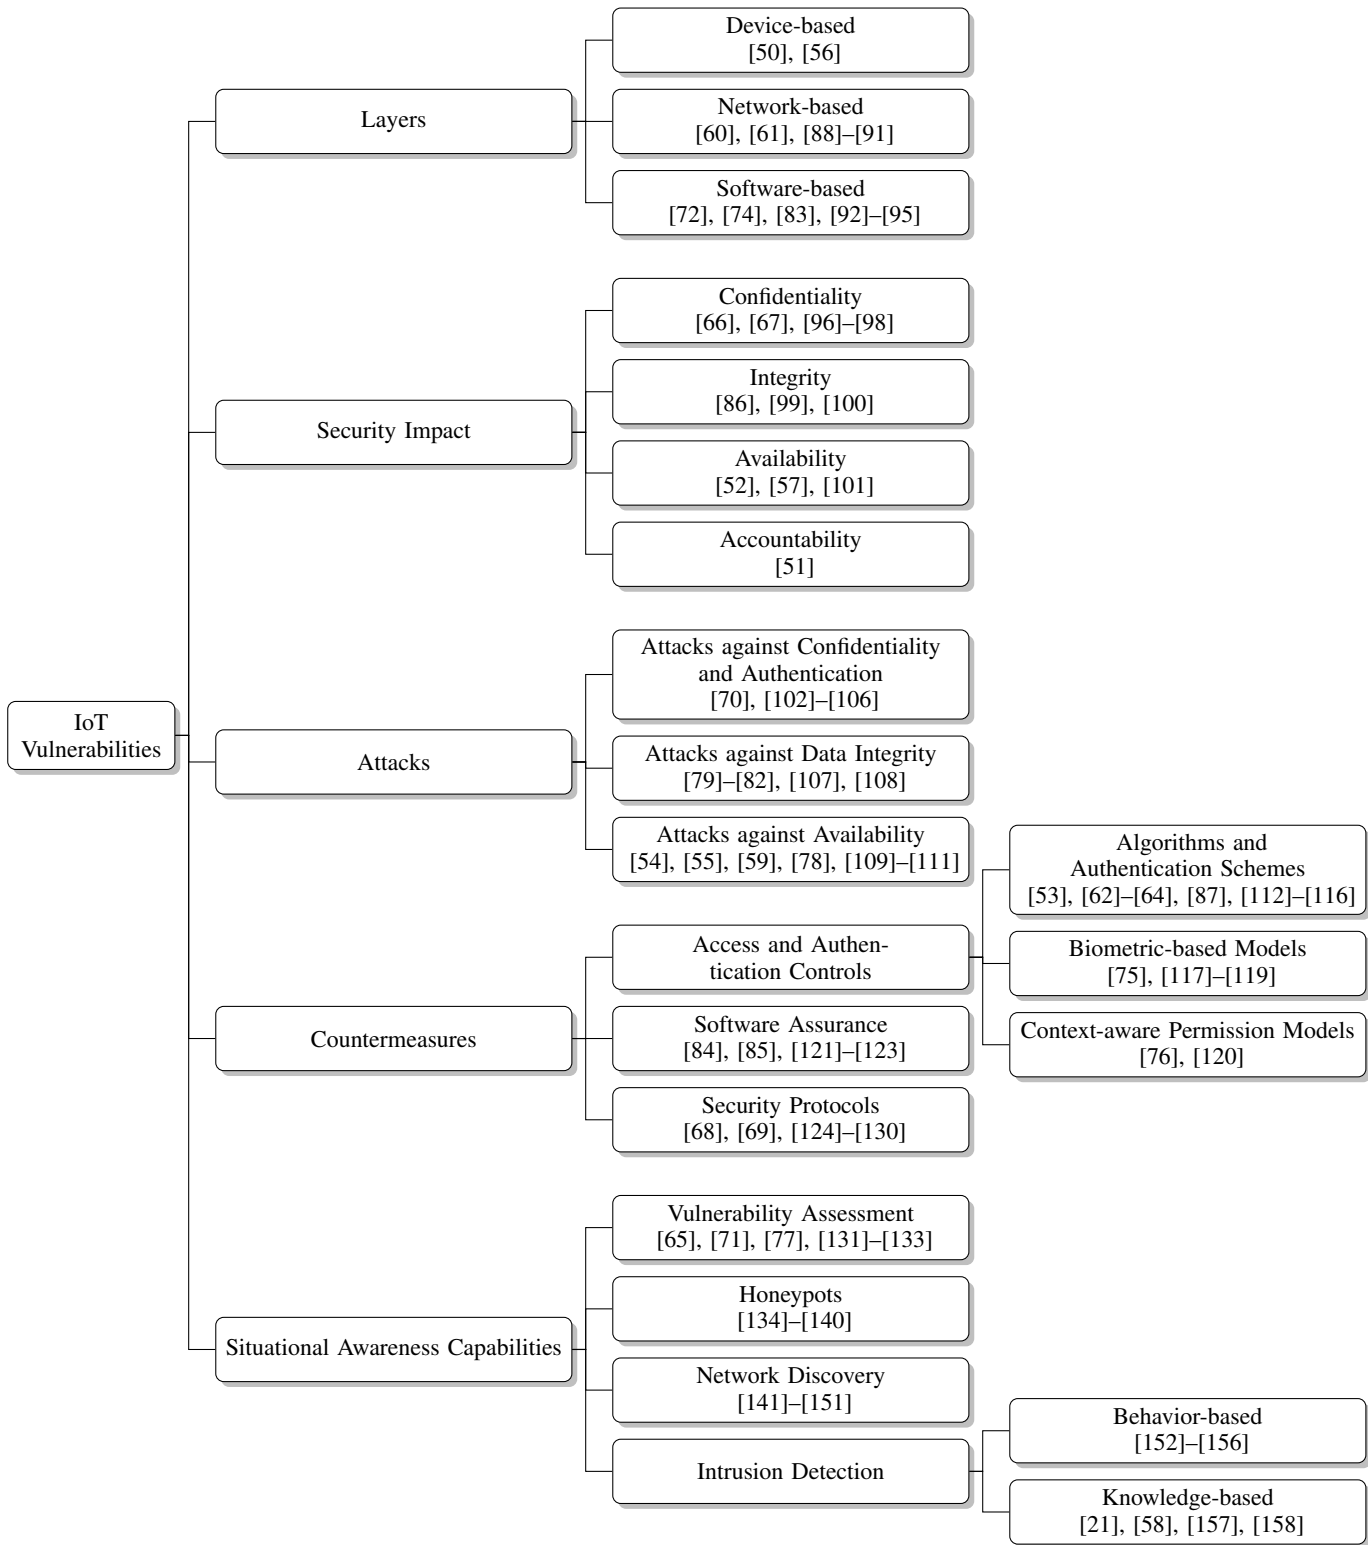 IoT
Vulnerabilities
Layers
Device-based
[50], [56]
Network-based
[60], [61], [88]–[91]
Software-based
[72], [74], [83], [92]–[95]
Security Impact
Confidentiality
[66], [67], [96]–[98]
Integrity
[86], [99], [100]
Availability
[52], [57], [101]
Accountability
[51]
Attacks
Attacks against Confidentiality
and Authentication
[70], [102]–[106]
Attacks against Data Integrity
[79]–[82], [107], [108]
Attacks against Availability
[54], [55], [59], [78], [109]–[111]
Countermeasures
Access and Authen-
tication Controls
Algorithms and
Authentication Schemes
[53], [62]–[64], [87], [112]–[116]
Biometric-based Models
[75], [117]–[119]
Context-aware Permission Models
[76], [120]
Software Assurance
[84], [85], [121]–[123]
Security Protocols
[68], [69], [124]–[130]
Situational Awareness Capabilities
Vulnerability Assessment
[65], [71], [77], [131]–[133]
Honeypots
[134]–[140]
Network Discovery
[141]–[151]
Intrusion Detection
Behavior-based
[152]–[156]
Knowledge-based
[21], [58], [157], [158]